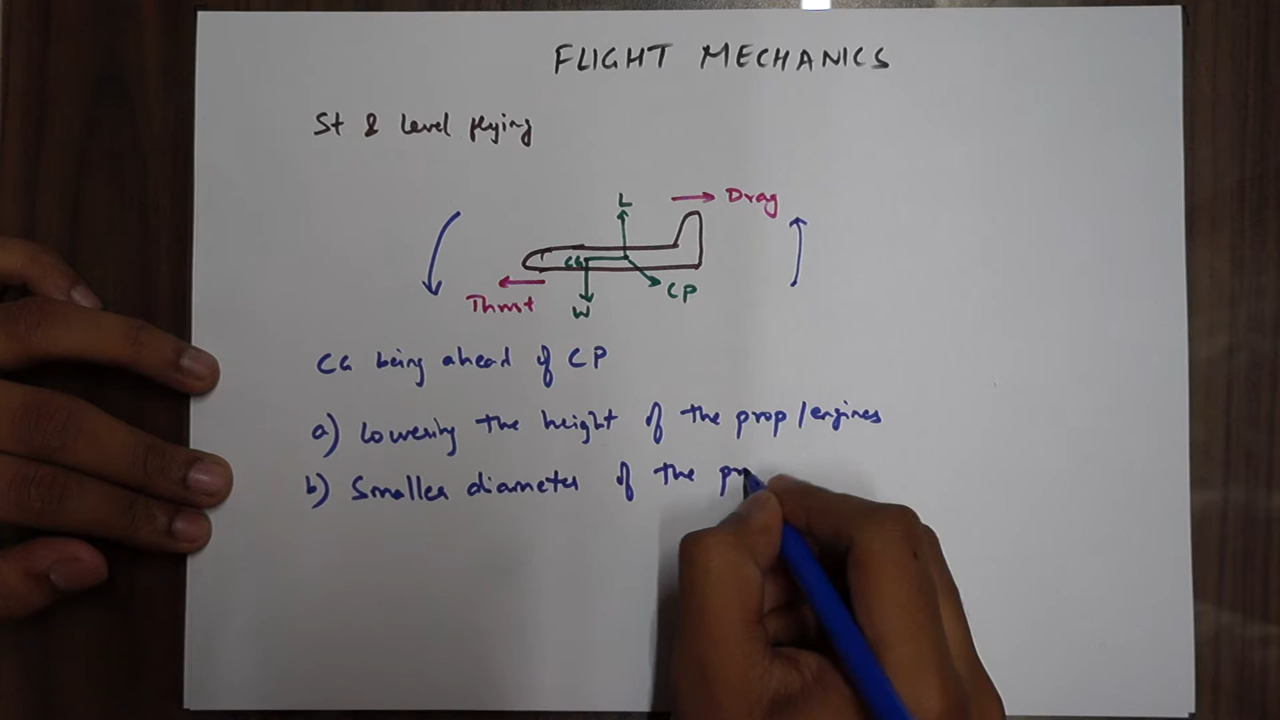 FLIGHT MECHANICS
St & Level flying
L
Drag
CG
CP
Thrust
W
CG being ahead of CP
a) Lowering the height of the prop/engines
b) Smaller diameter of the pr